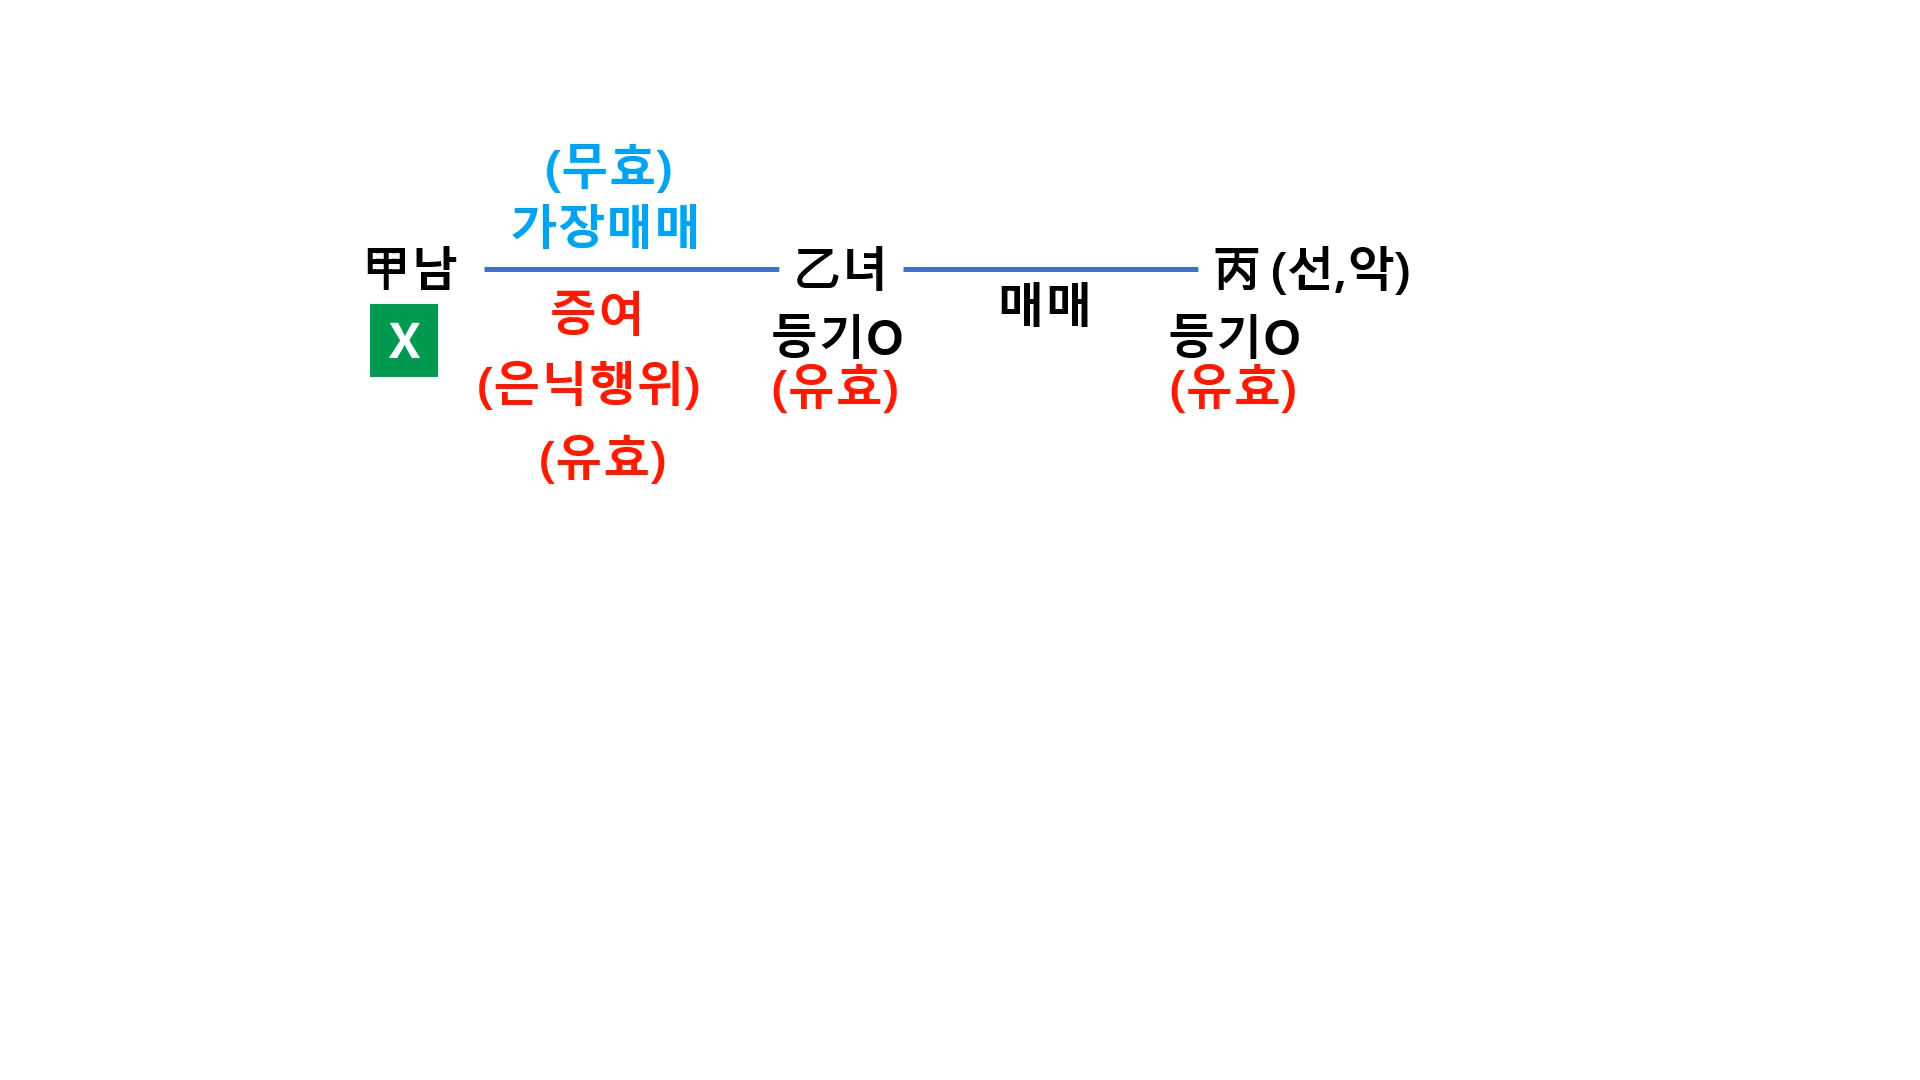 (무효)
가장매매
甲남
乙녀
丙 (선,악)
증여
매매
X
등기O
등기O
(은닉행위)
(유효)
(유효)
(유효)